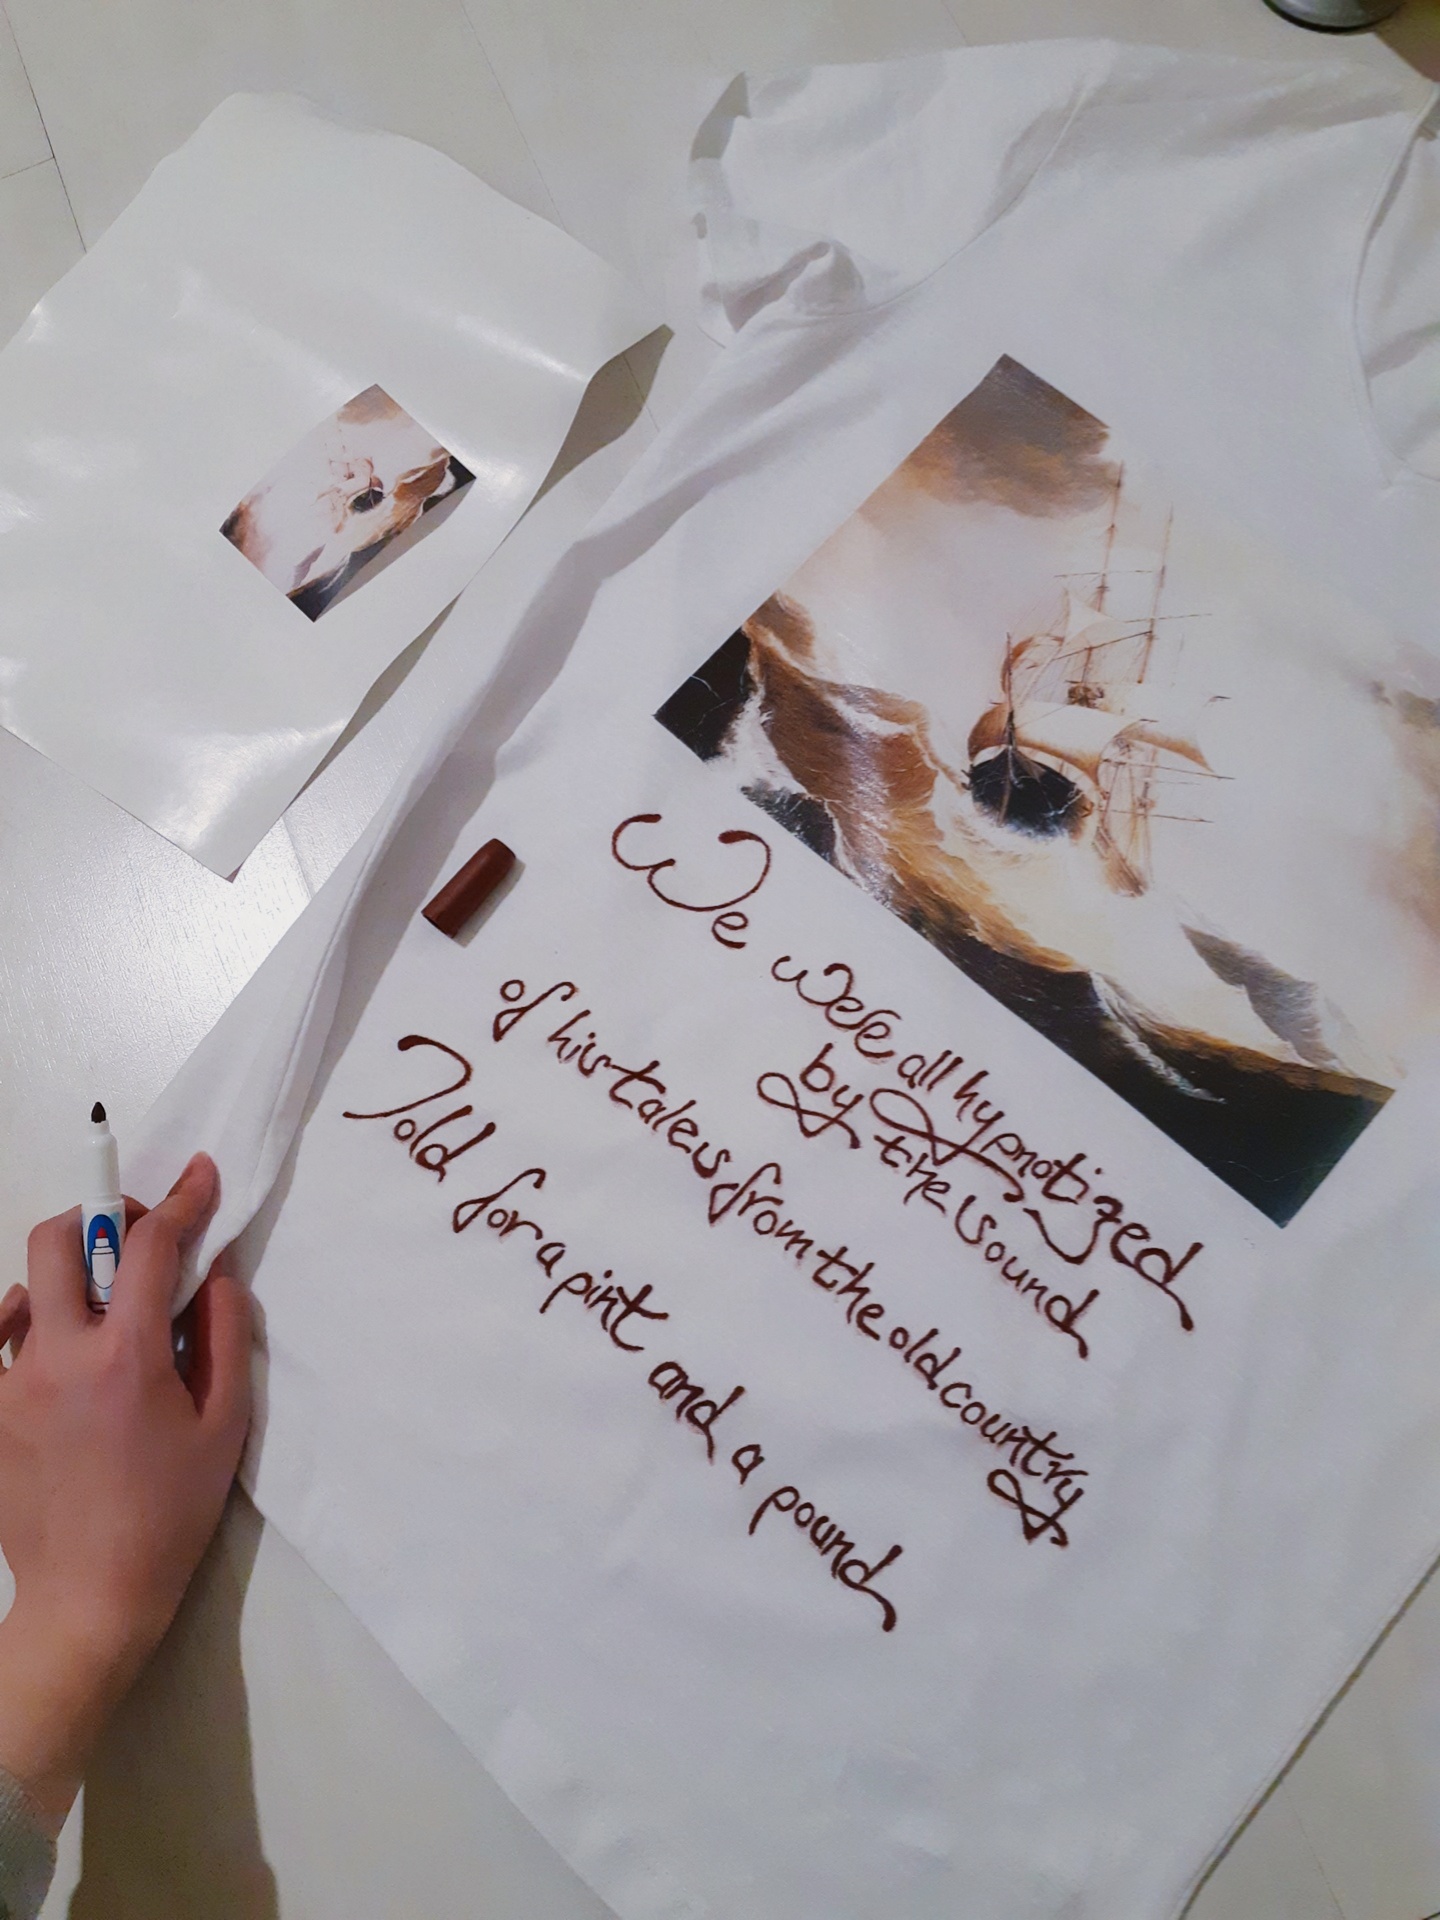 We were all hypnotized
by the sound
of his tales from the old country
Told for a pint and a pound